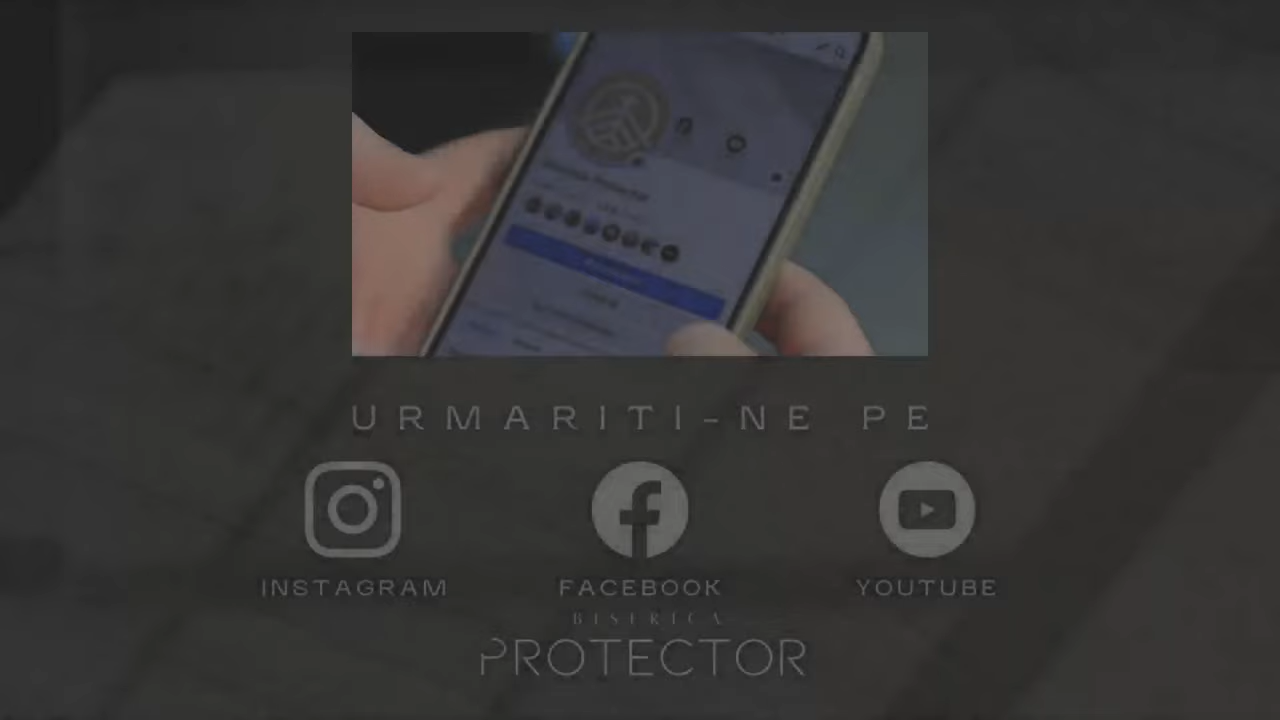 URMARITI-NE PE
INSTAGRAM
FACEBOOK
YOUTUBE
BISERICA
PROTECTOR